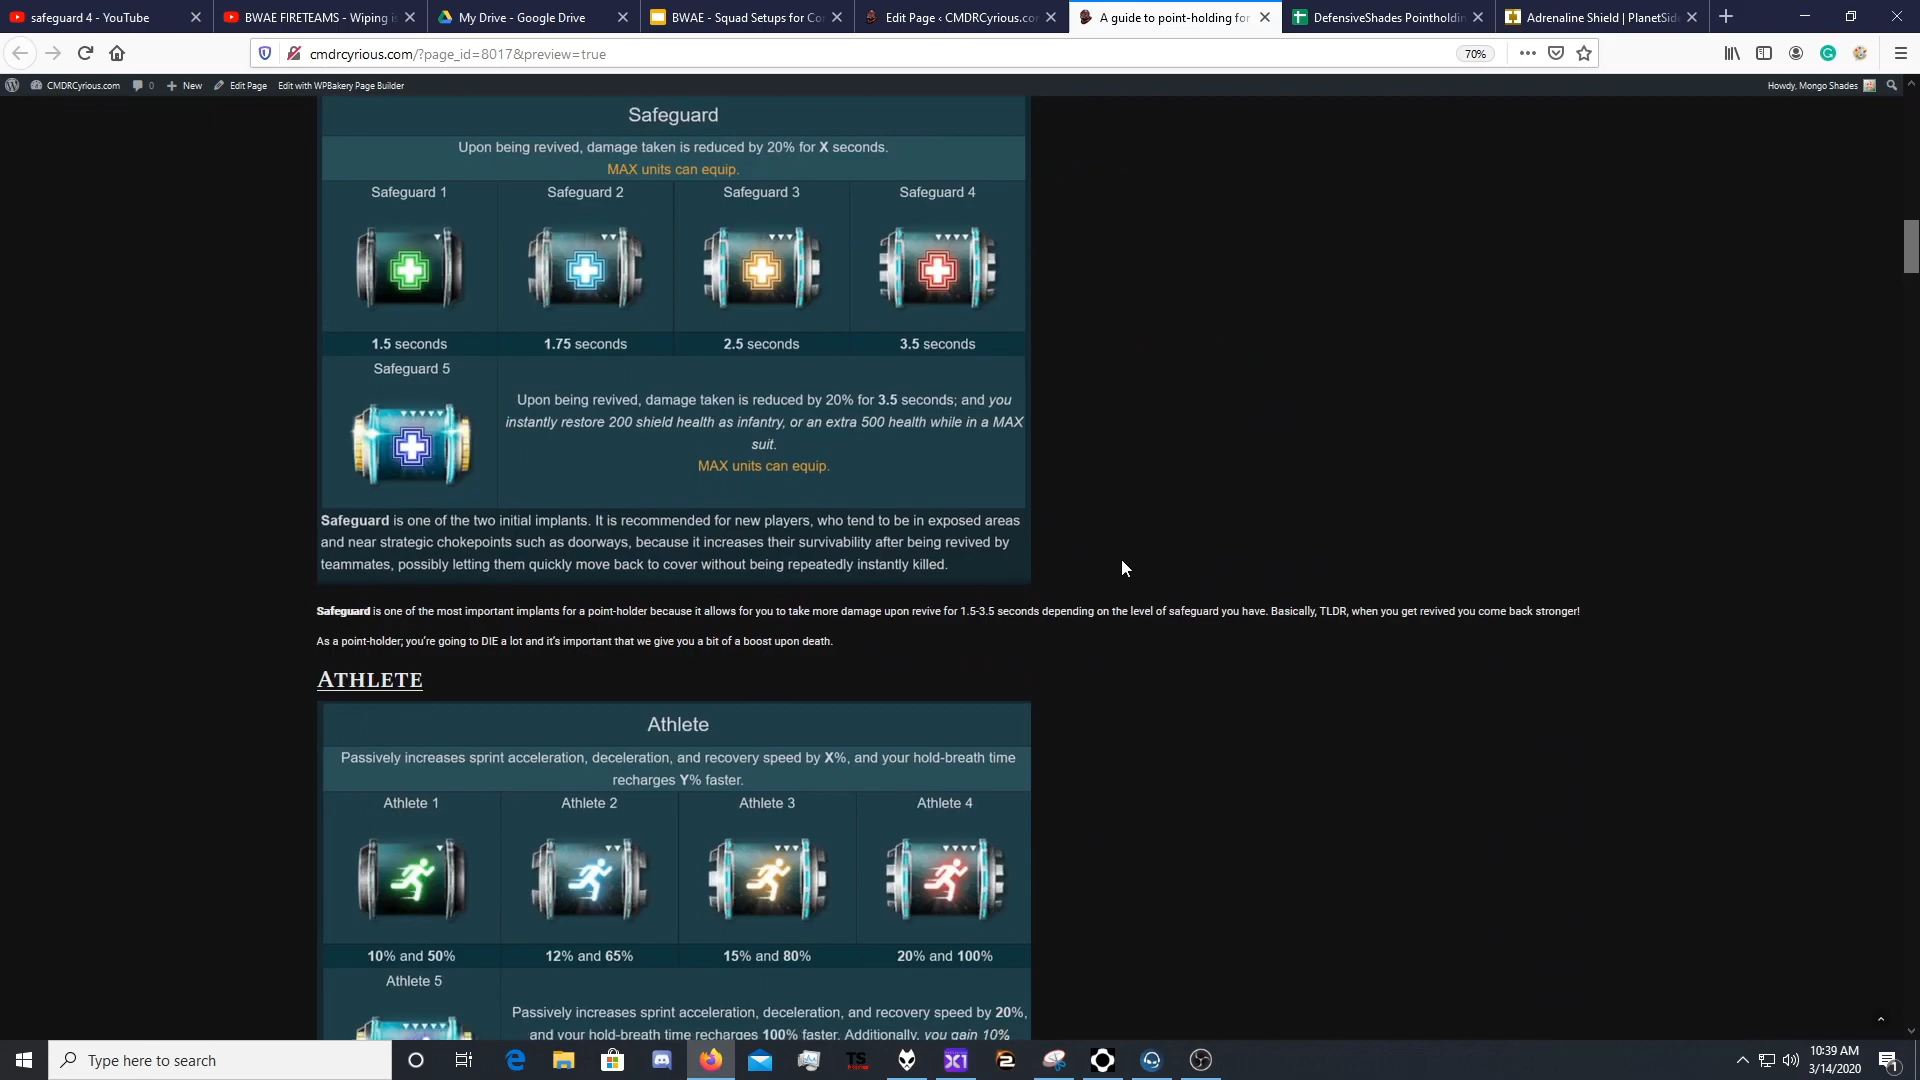 safeguard 4 - YouTube
BWAE FIRETEAMS - Wiping is
My Drive - Google Drive
BWAE - Squad Setups for Co
Edit Page ‹ CMDRCyrious.co
A guide to point-holding for
DefensiveShades Pointholdin
Adrenaline Shield | PlanetSid
cmdrcyrious.com/?page_id=8017&preview=true
70%
CMDRCyrious.com
0
New
Edit Page
Edit with WPBakery Page Builder
Howdy, Mongo Shades
Safeguard
Upon being revived, damage taken is reduced by 20% for X seconds.
MAX units can equip.
Safeguard 1
Safeguard 2
Safeguard 3
Safeguard 4
1.5 seconds
1.75 seconds
2.5 seconds
3.5 seconds
Safeguard 5
Upon being revived, damage taken is reduced by 20% for 3.5 seconds; and you
instantly restore 200 shield health as infantry, or an extra 500 health while in a MAX
suit.
MAX units can equip.
Safeguard is one of the two initial implants. It is recommended for new players, who tend to be in exposed areas
and near strategic chokepoints such as doorways, because it increases their survivability after being revived by
teammates, possibly letting them quickly move back to cover without being repeatedly instantly killed.
Safeguard is one of the most important implants for a point-holder because it allows for you to take more damage upon revive for 1.5-3.5 seconds depending on the level of safeguard you have. Basically, TLDR, when you get revived you come back stronger!
As a point-holder; you're going to DIE a lot and it's important that we give you a bit of a boost upon death.
ATHLETE
Athlete
Passively increases sprint acceleration, deceleration, and recovery speed by X%, and your hold-breath time
recharges Y% faster.
Athlete 1
Athlete 2
Athlete 3
Athlete 4
10% and 50%
12% and 65%
15% and 80%
20% and 100%
Athlete 5
Passively increases sprint acceleration, deceleration, and recovery speed by 20%,
and your hold-breath time recharges 100% faster. Additionally, you gain 10%
Type here to search
10:39 AM
3/14/2020
1